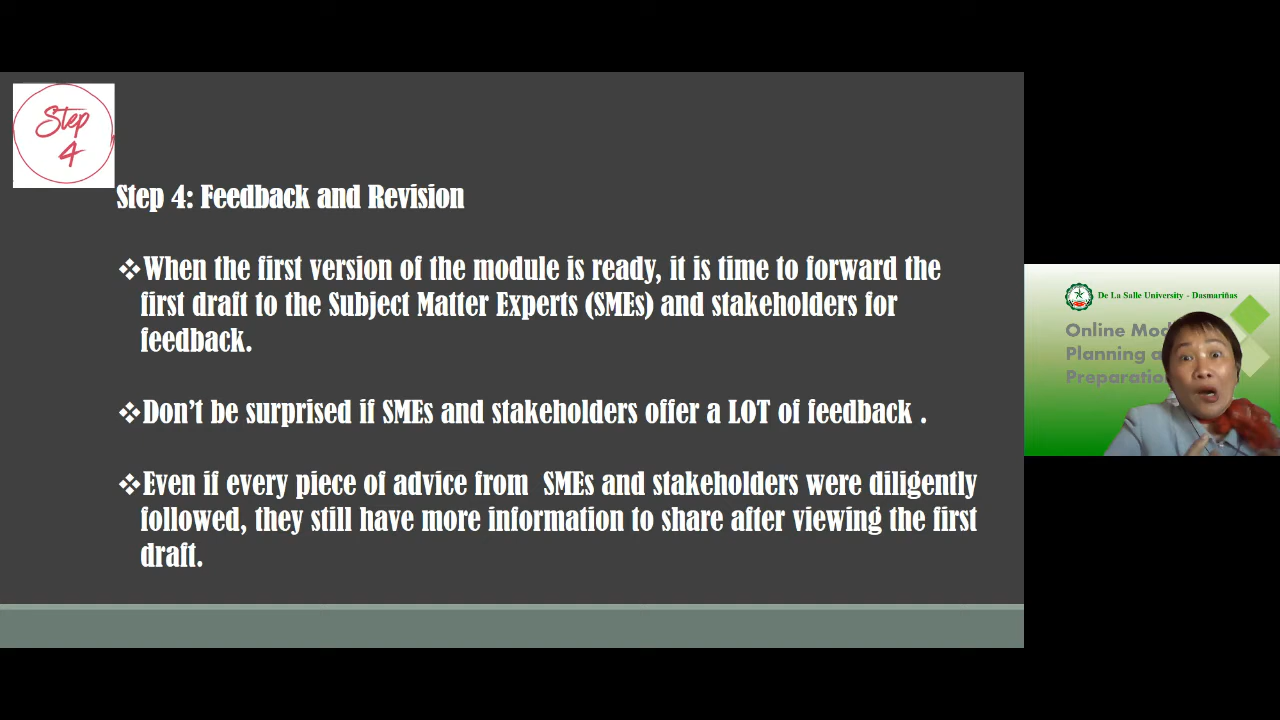 Step
4
Step 4: Feedback and Revision
❖When the first version of the module is ready, it is time to forward the
first draft to the Subject Matter Experts (SMEs) and stakeholders for
feedback.
❖Don't be surprised if SMEs and stakeholders offer a LOT of feedback .
❖Even if every piece of advice from  SMEs and stakeholders were diligently
followed, they still have more information to share after viewing the first
draft.
De La Salle University - Dasmariñas
Online
Planning